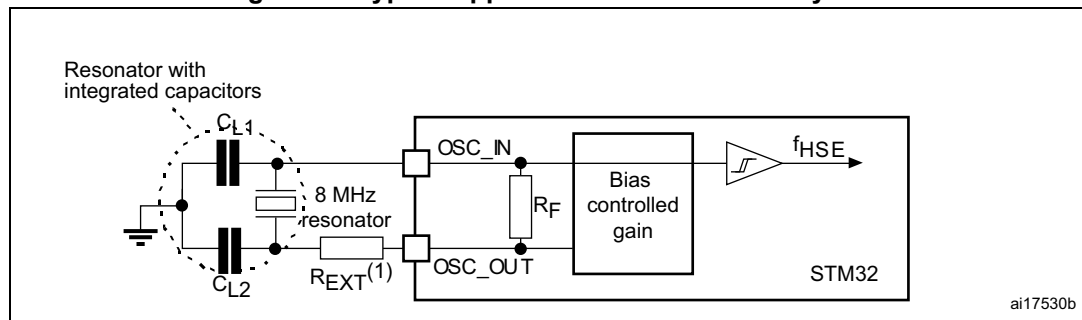 Resonator with
integrated capacitors
CL1
OSC_IN
fHSE
8 MHz
resonator
RF
Bias
controlled
gain
REXT(1)
OSC_OUT
STM32
CL2
ai17530b